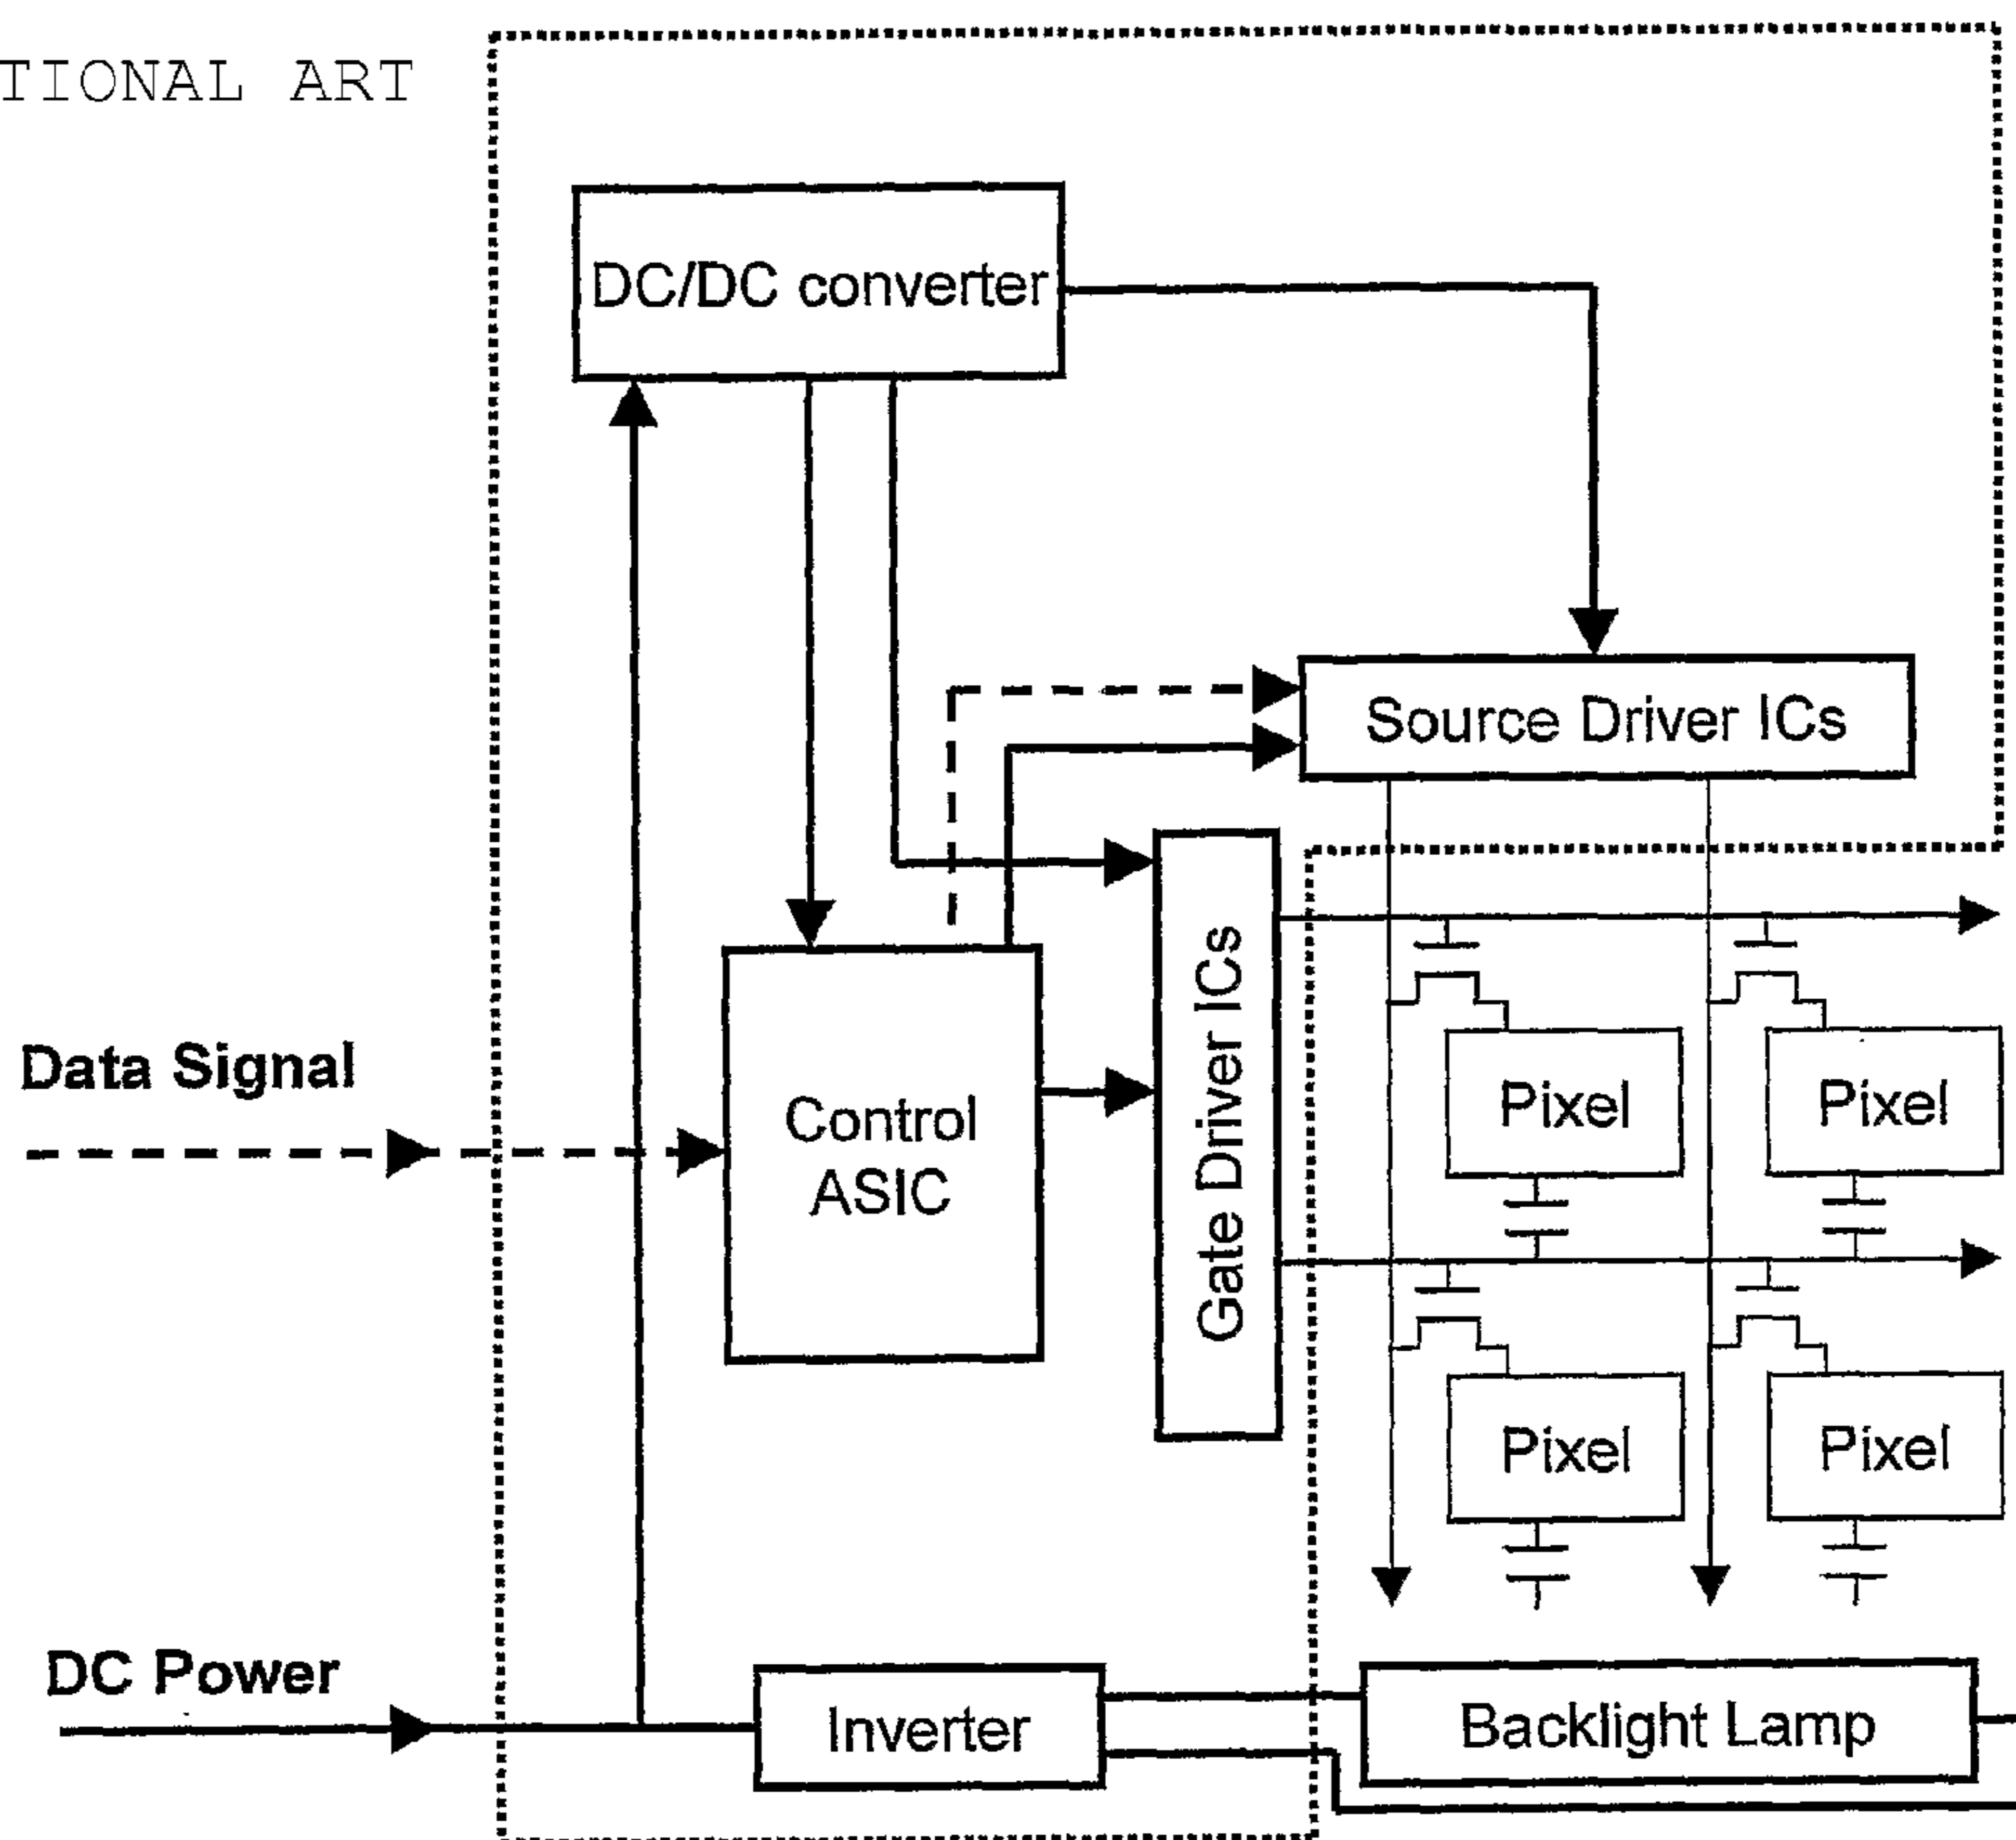 TIONAL ART
DC/DC converter
Source Driver ICs
Gate Driver ICs
Data Signal
Control
ASIC
Pixel
Pixel
Pixel
Pixel
DC Power
Inverter
Backlight Lamp